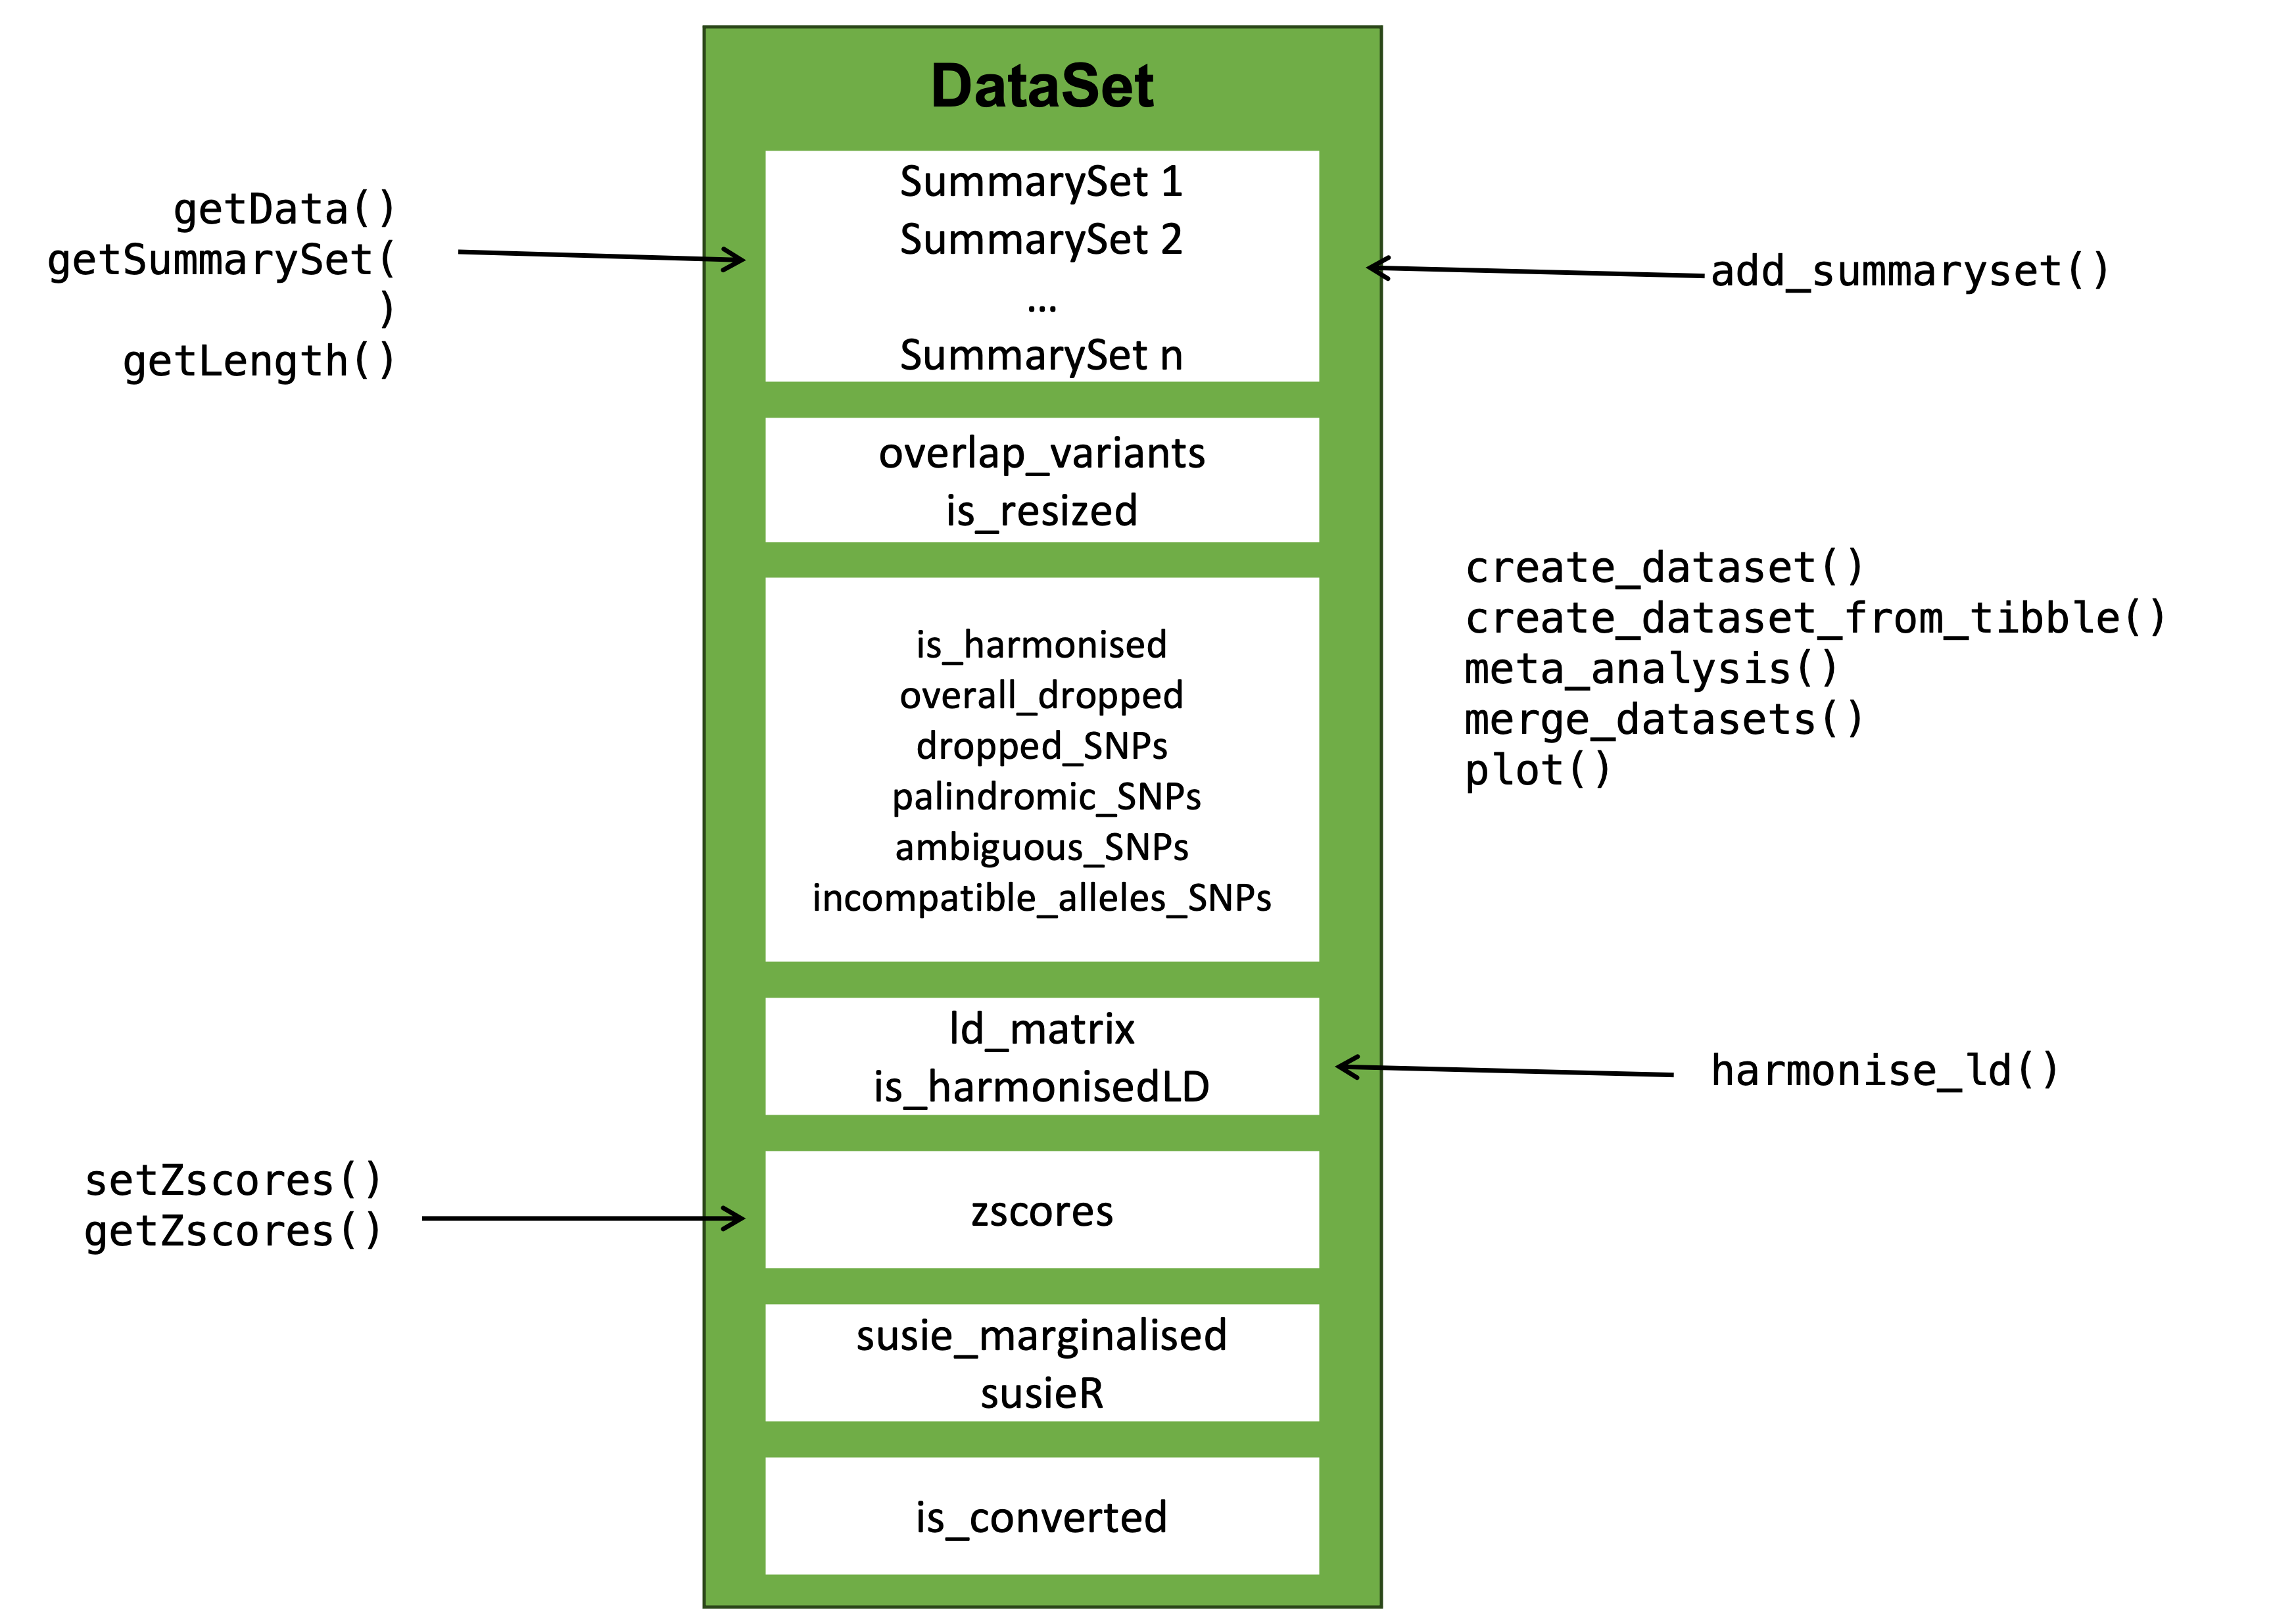 DataSet
getData()
getSummarySet(
)
getLength()
SummarySet 1
SummarySet 2
...
SummarySet n
add_summaryset()
overlap_variants
is_resized
create_dataset()
create_dataset_from_tibble()
meta_analysis()
merge_datasets()
plot()
is_harmonised
overall_dropped
dropped_SNPs
palindromic_SNPs
ambiguous_SNPs
incompatible_alleles_SNPs
ld_matrix
is_harmonisedLD
harmonise_ld()
setZscores()
getZscores()
zscores
susie_marginalised
susieR
is_converted